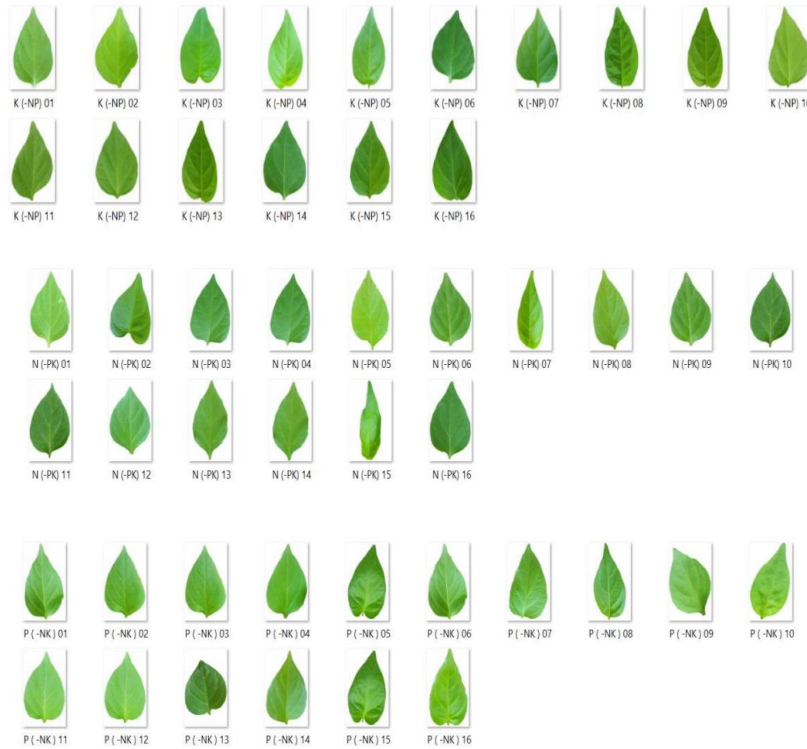 K (-NP) 01 K (-NP) 02 K (-NP) 03 K (-NP) 04 K (-NP) 05 K (-NP) 06 K (-NP) 07 K (-NP) 08 K (-NP) 09 K (-NP) 10
K (-NP) 11 K (-NP) 12 K (-NP) 13 K (-NP) 14 K (-NP) 15 K (-NP) 16
N (-PK) 01 N (-PK) 02 N (-PK) 03 N (-PK) 04 N (-PK) 05 N (-PK) 06 N (-PK) 07 N (-PK) 08 N (-PK) 09 N (-PK) 10
N (-PK) 11 N (-PK) 12 N (-PK) 13 N (-PK) 14 N (-PK) 15 N (-PK) 16
P ( -NK ) 01 P ( -NK ) 02 P ( -NK ) 03 P ( -NK ) 04 P ( -NK ) 05 P ( -NK ) 06 P ( -NK ) 07 P ( -NK ) 08 P ( -NK ) 09 P ( -NK ) 10
P ( -NK ) 11 P ( -NK ) 12 P ( -NK ) 13 P ( -NK ) 14 P ( -NK ) 15 P ( -NK ) 16